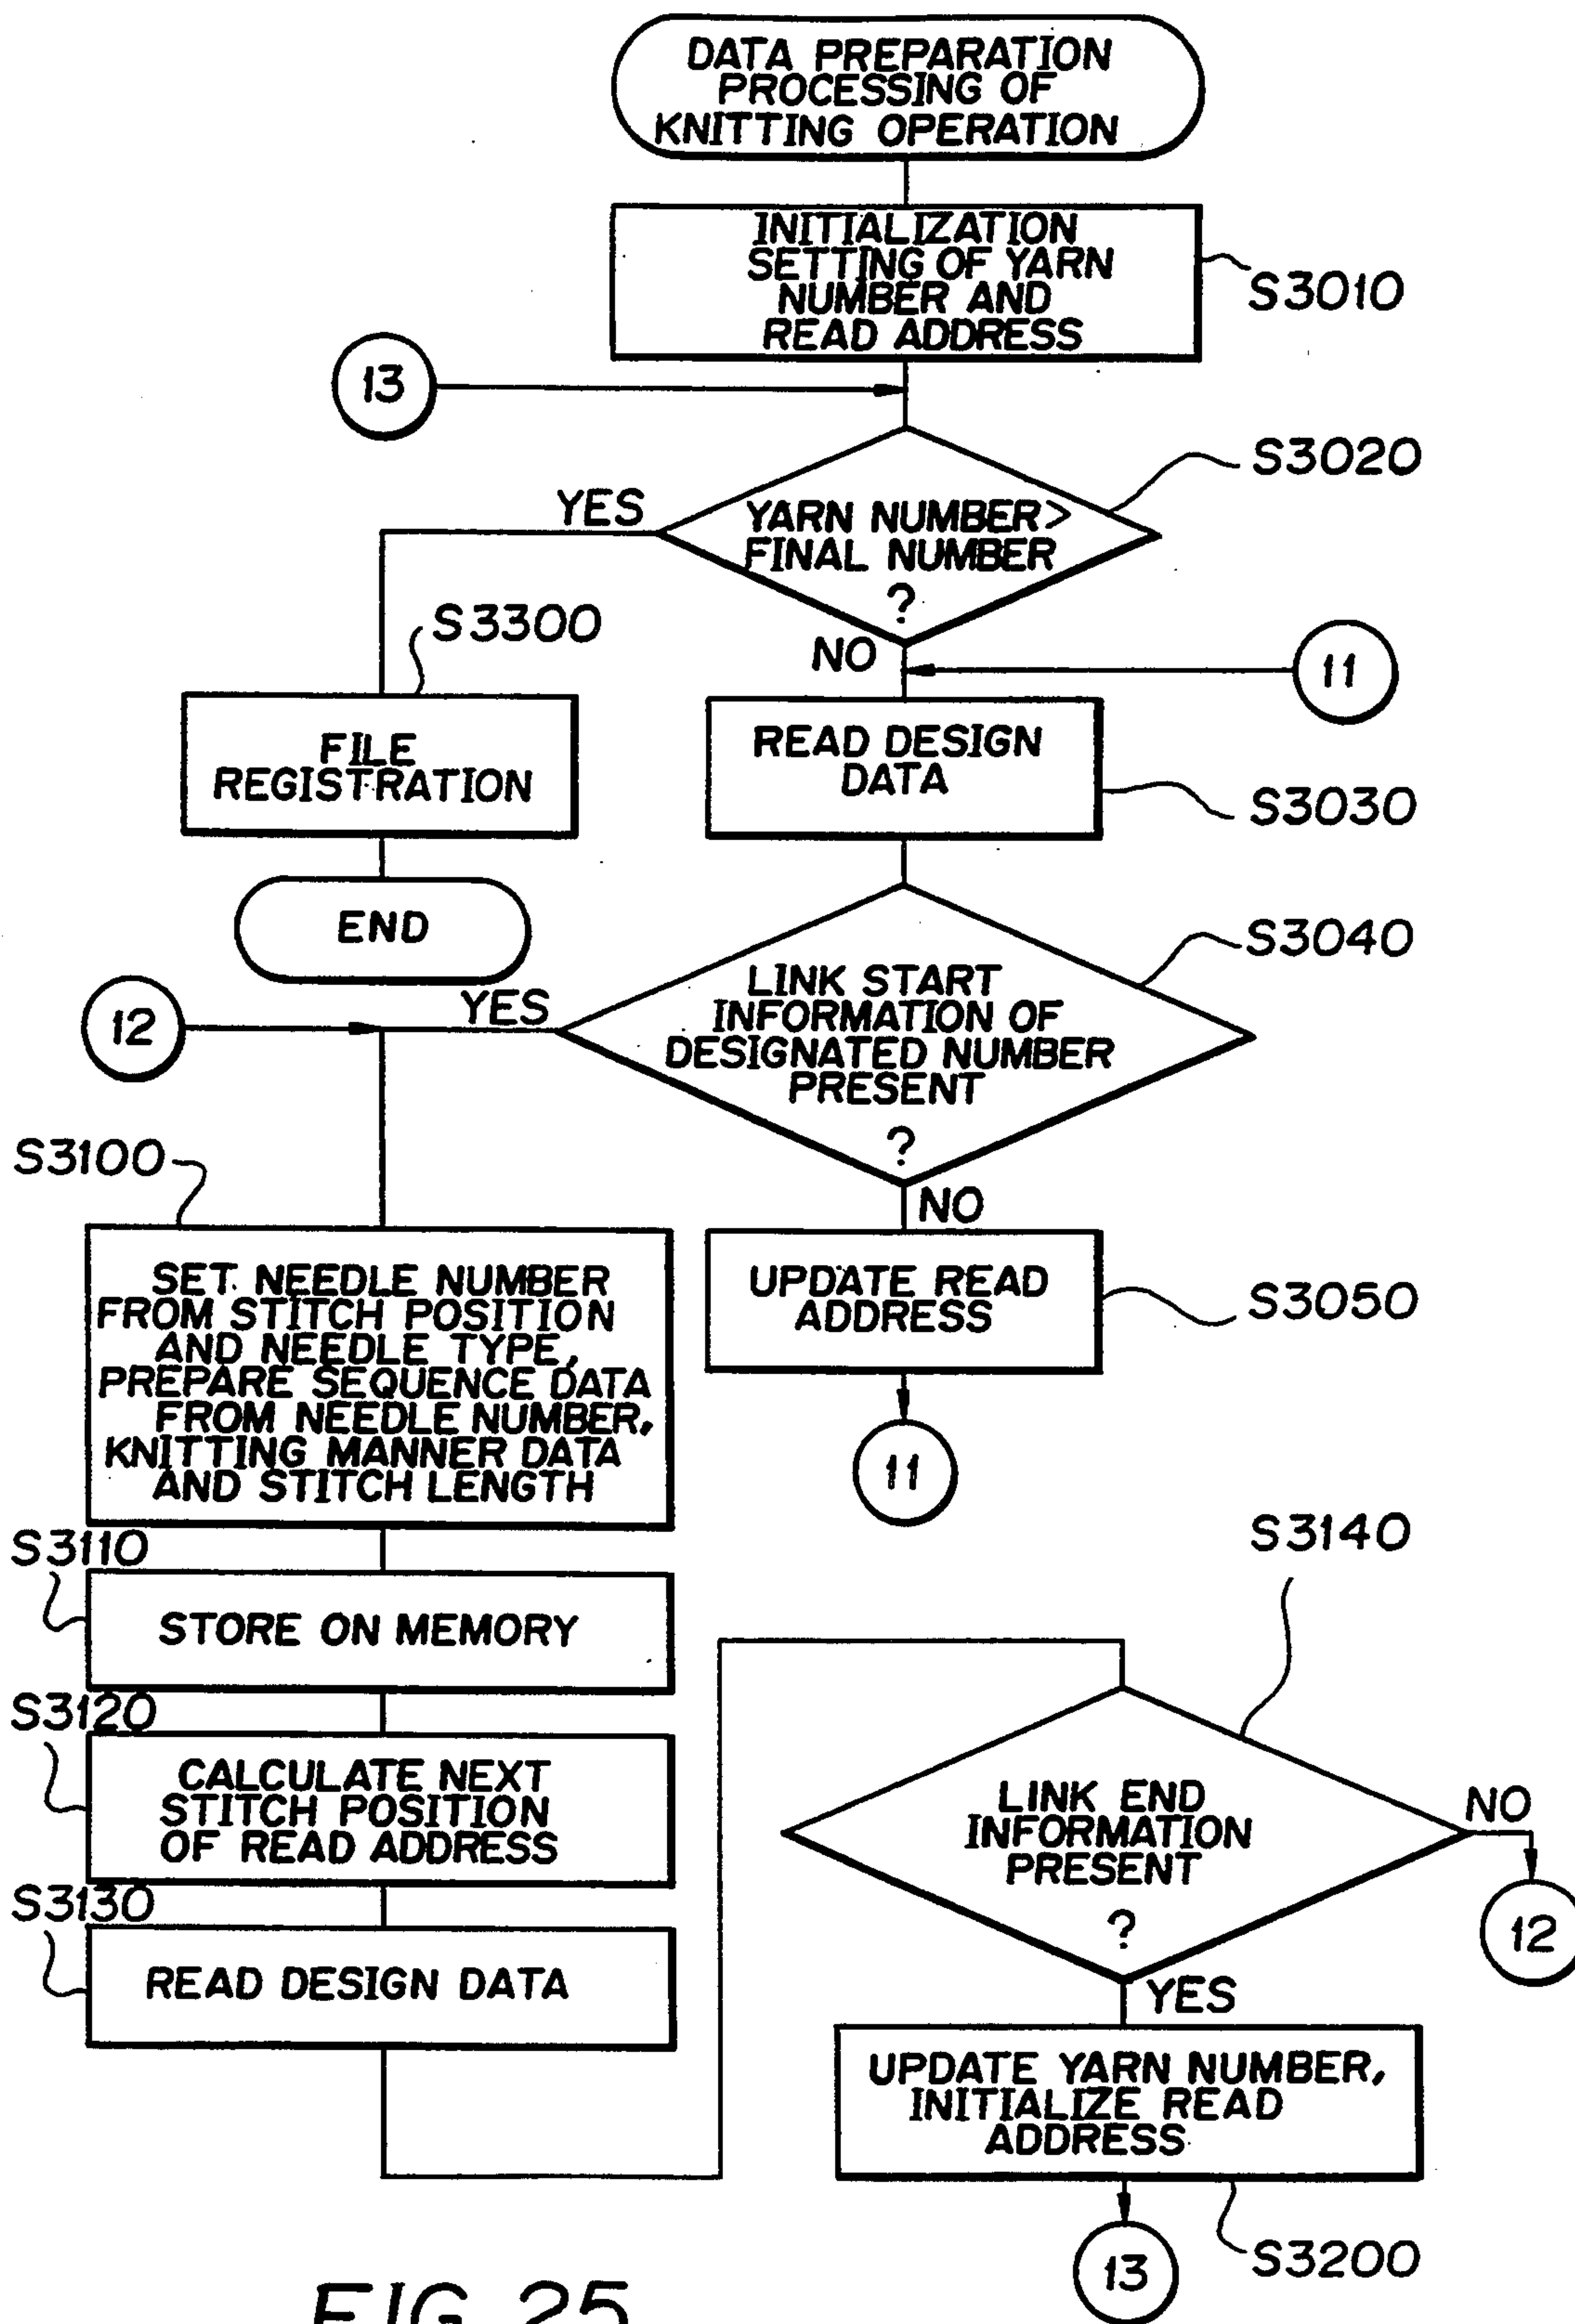 DATA PREPARATION
PROCESSING OF
KNITTING OPERATION
INITIALIZATION
SETTING OF YARN
NUMBER AND
READ ADDRESS
S3010
13
S3020
YES
YARN NUMBER>
FINAL NUMBER
?
S3300
NO
11
FILE
REGISTRATION
READ DESIGN
DATA
S3030
END
S3040
12
YES
LINK START
INFORMATION OF
DESIGNATED NUMBER
PRESENT
?
S3100
NO
SET NEEDLE NUMBER
FROM STITCH POSITION
AND NEEDLE TYPE,
PREPARE SEQUENCE DATA
FROM NEEDLE NUMBER,
KNITTING MANNER DATA
AND STITCH LENGTH
UPDATE READ
ADDRESS
S3050
11
S3110
STORE ON MEMORY
S3140
S3120
CALCULATE NEXT
STITCH POSITION
OF READ ADDRESS
LINK END
INFORMATION
PRESENT
?
NO
12
S3130
READ DESIGN DATA
YES
UPDATE YARN NUMBER,
INITIALIZE READ
ADDRESS
S3200
13
FIG. 25